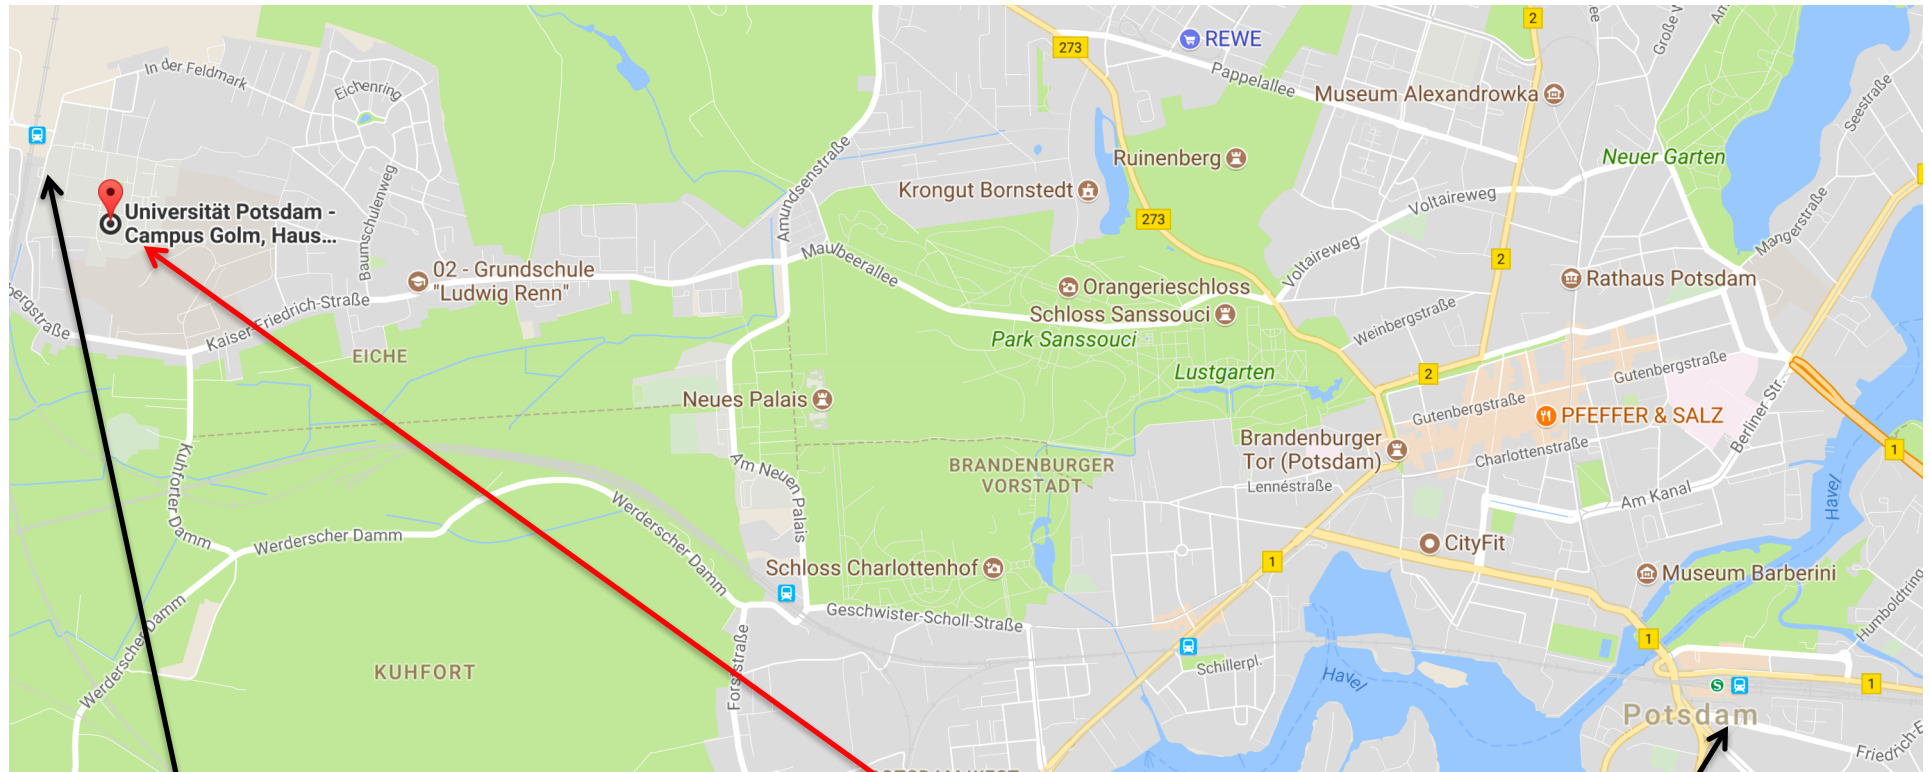 2
273
REWE
Große
In der Feldmark
Pappelallee
Eichenring
Museum Alexandrowka
Seestraße
Ruinenberg
Neuer Garten
Amundsenstraße
Krongut Bornstedt
Voltaireweg
Universität Potsdam -
Campus Golm, Haus...
Baumschulenweg
273
Mangerstraße
Maulbeerallee
Voltaireweg
2
02 - Grundschule
"Ludwig Renn"
Orangerieschloss
Rathaus Potsdam
bergstraße
Kaiser-Friedrich-Straße
Schloss Sanssouci
Park Sanssouci
Weinbergstraße
EICHE
Lustgarten
2
Gutenbergstraße
Neues Palais
Gutenbergstraße
PFEFFER & SALZ
Berliner Str.
Brandenburger
Tor (Potsdam)
Charlottenstraße
1
BRANDENBURGER
VORSTADT
Lennéstraße
Am Neuen Palais
Kuhforter Damm
Am Kanal
Havel
Werderscher Damm
Werderscher Damm
CityFit
1
Schloss Charlottenhof
Museum Barberini
Geschwister-Scholl-Straße
Humboldtring
Werderscher Damm
1
Forststraße
KUHFORT
Schillerpl.
Havel
S
1
Potsdam
Friedrich-E